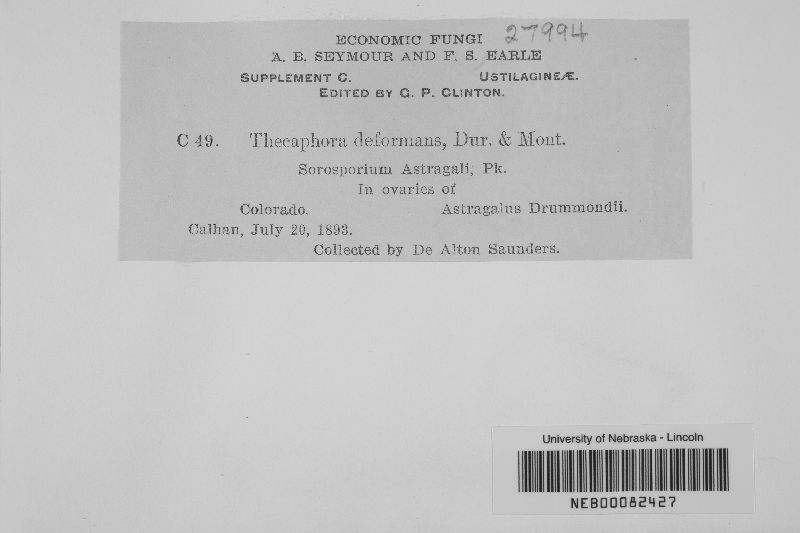 ECONOMIC FUNGI 27994
A. B. SEYMOUR AND F. S. EARLE
SUPPLEMENT C. USTILAGINEÆ.
EDITED BY G. P. CLINTON.
C 49. Thecaphora deformans, Dur. & Mont.
Sorosporium Astragali, Pk.
In ovaries of
Colorado. Astragalus Drummondii.
Calhan, July 20, 1893.
Collected by De Alton Saunders.
University of Nebraska - Lincoln
NEB00082427